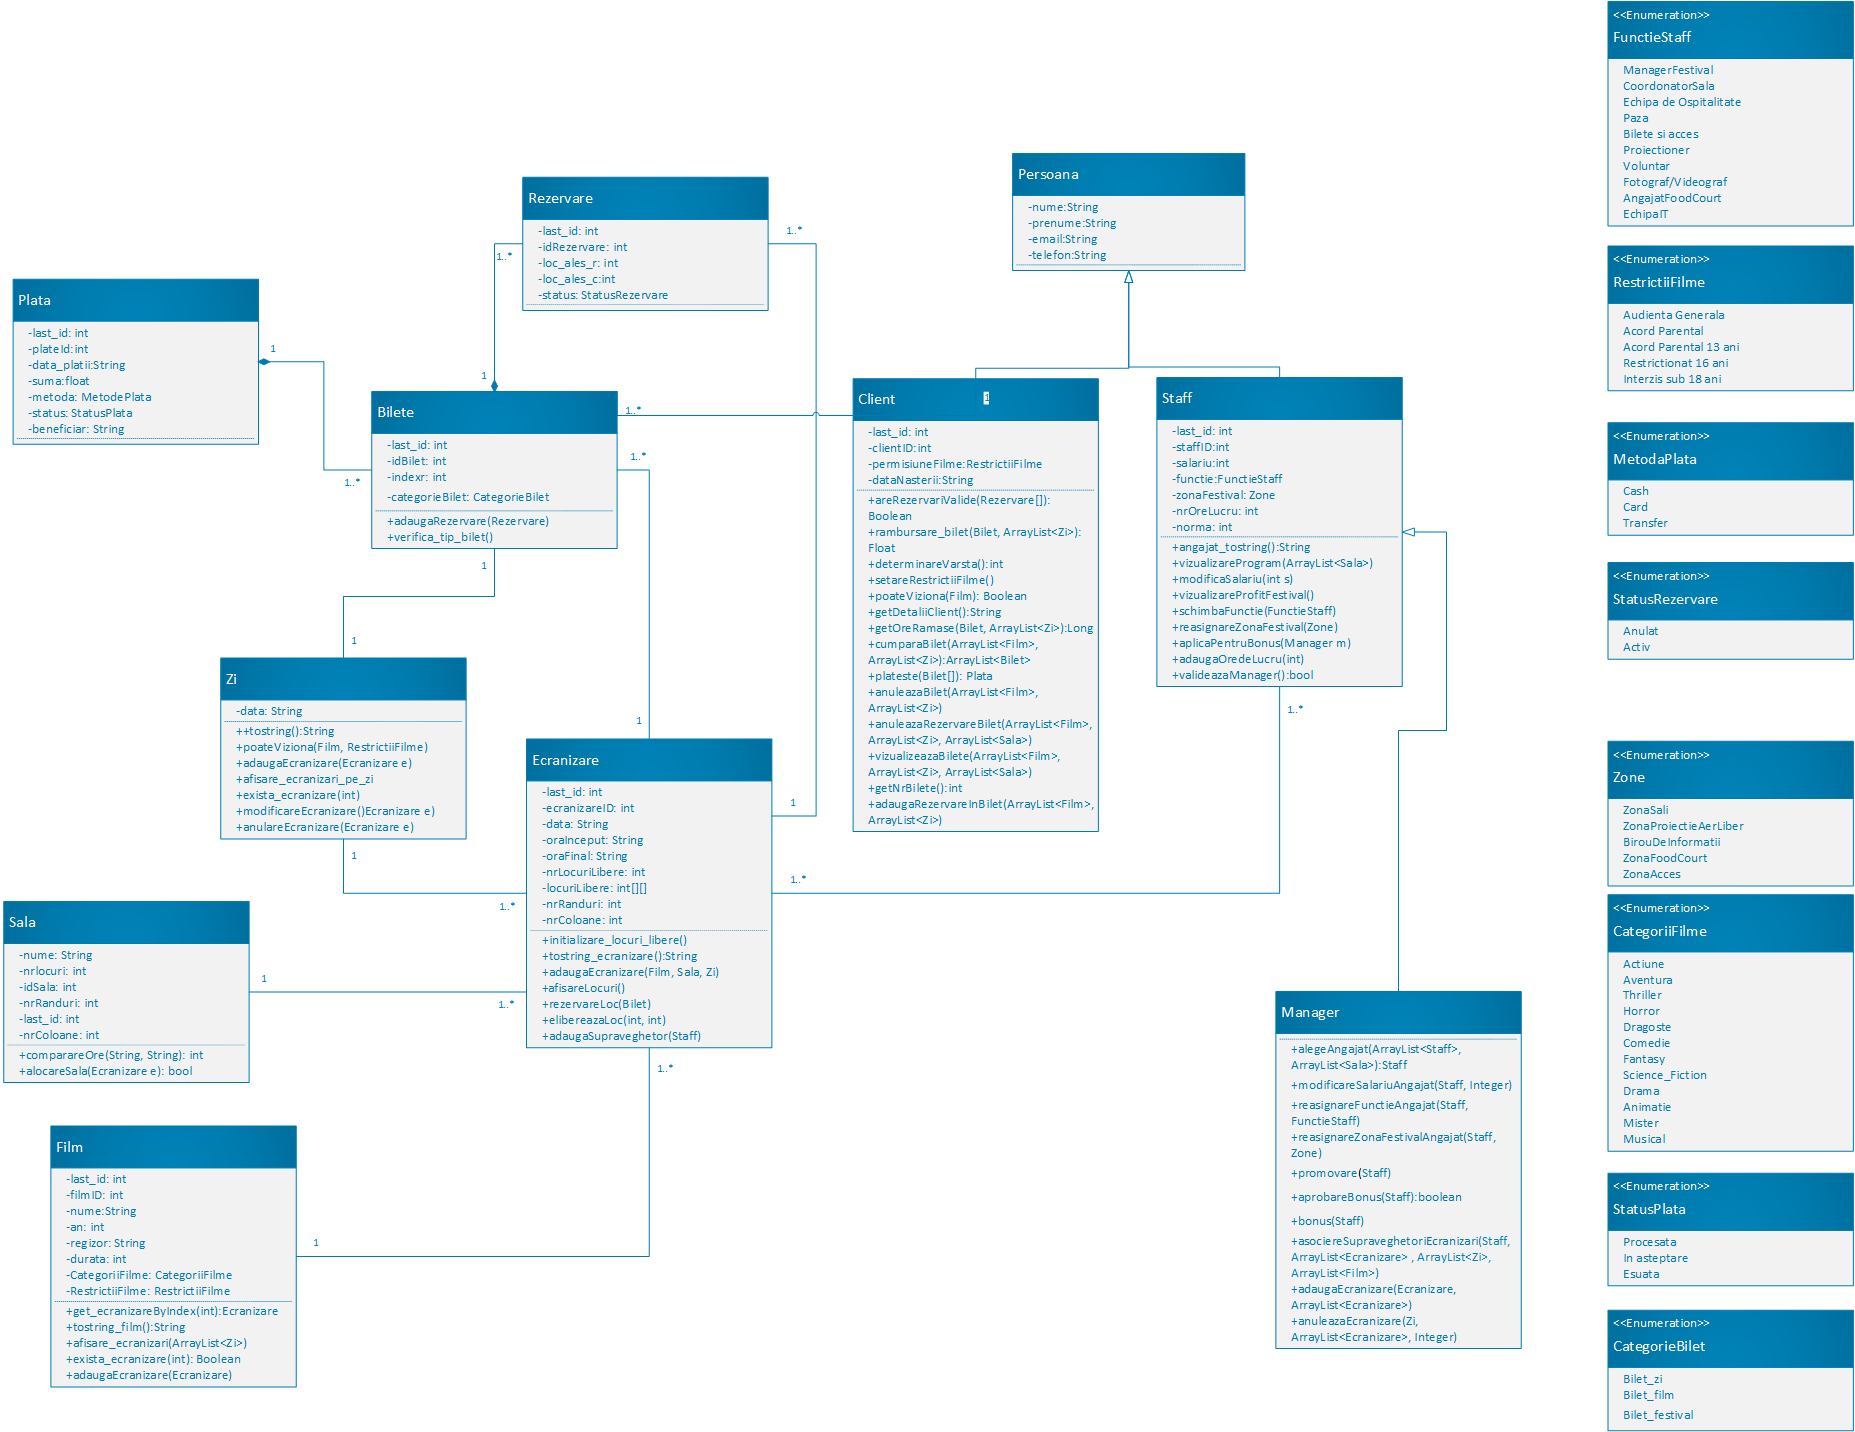 Rezervare
-last_id: int
-idRezervare: int
-loc_ales_r: int
-loc_ales_c:int
-status: StatusRezervare
1..*
1..*
Plata
-last_id: int
-plateId:int
-data_platii:String
-suma:float
-metoda: MetodePlata
-status: StatusPlata
-beneficiar: String
1
1..*
1
Bilete
-last_id: int
-idBilet: int
-indexr: int
-categorieBilet: CategorieBilet
+adaugaRezervare(Rezervare)
+verifica_tip_bilet()
1..*
1..*
1
1
Persoana
-nume:String
-prenume:String
-email:String
-telefon:String
Client
1
-last_id: int
-clientID:int
-permisiuneFilme:RestrictiiFilme
-dataNasterii:String
+areRezervariValide(Rezervare[]):
Boolean
+rambursare_bilet(Bilet, ArrayList<Zi>):
Float
+determinareVarsta():int
+setareRestrictiiFilme()
+poateViziona(Film): Boolean
+getDetaliiClient():String
+getOreRamase(Bilet, ArrayList<Zi>):Long
+cumparaBilet(ArrayList<Film>,
ArrayList<Zi>):ArrayList<Bilet>
+plateste(Bilet[]): Plata
+anuleazaBilet(ArrayList<Film>,
ArrayList<Zi>)
+anuleazaRezervareBilet(ArrayList<Film>,
ArrayList<Zi>, ArrayList<Sala>)
+vizualizeazaBilete(ArrayList<Film>,
ArrayList<Zi>, ArrayList<Sala>)
+getNrBilete():int
+adaugaRezervareInBilet(ArrayList<Film>,
ArrayList<Zi>)
Staff
-last_id: int
-staffID:int
-salariu:int
-functie:FunctieStaff
-zonaFestival: Zone
-nrOreLucru: int
-norma: int
+angajat_tostring():String
+vizualizareProgram(ArrayList<Sala>)
+modificaSalariu(int s)
+vizualizareProfitFestival()
+schimbaFunctie(FunctieStaff)
+reasignareZonaFestival(Zone)
+aplicaPentruBonus(Manager m)
+adaugaOredeLucru(int)
+valideazaManager():bool
1..*
Zi
-data: String
++tostring():String
+poateViziona(Film, RestrictiiFilme)
+adaugaEcranizare(Ecranizare e)
+afisare_ecranizari_pe_zi
+exista_ecranizare(int)
+modificareEcranizare()Ecranizare e)
+anulareEcranizare(Ecranizare e)
1
1..*
1
Ecranizare
-last_id: int
-ecranizareID: int
-data: String
-oraInceput: String
-oraFinal: String
-nrLocuriLibere: int
-locuriLibere: int[][]
-nrRanduri: int
-nrColoane: int
+initializare_locuri_libere()
+tostring_ecranizare():String
+adaugaEcranizare(Film, Sala, Zi)
+afisareLocuri()
+rezervareLoc(Bilet)
+elibereazaLoc(int, int)
+adaugaSupraveghetor(Staff)
1
1..*
1..*
Sala
-nume: String
-nrlocuri: int
-idSala: int
-nrRanduri: int
-last_id: int
-nrColoane: int
+comparareOre(String, String): int
+alocareSala(Ecranizare e): bool
1
1..*
Film
-last_id: int
-filmID: int
-nume:String
-an: int
-regizor: String
-durata: int
-CategoriiFilme: CategoriiFilme
-RestrictiiFilme: RestrictiiFilme
+get_ecranizareByIndex(int):Ecranizare
+tostring_film():String
+afisare_ecranizari(ArrayList<Zi>)
+exista_ecranizare(int): Boolean
+adaugaEcranizare(Ecranizare)
1
Manager
+alegeAngajat(ArrayList<Staff>,
ArrayList<Sala>):Staff
+modificareSalariuAngajat(Staff, Integer)
+reasignareFunctieAngajat(Staff,
FunctieStaff)
+reasignareZonaFestivalAngajat(Staff,
Zone)
+promovare(Staff)
+aprobareBonus(Staff):boolean
+bonus(Staff)
+asociereSupraveghetoriEcranizari(Staff,
ArrayList<Ecranizare> , ArrayList<Zi>,
ArrayList<Film>)
+adaugaEcranizare(Ecranizare,
ArrayList<Ecranizare>)
+anuleazaEcranizare(Zi,
ArrayList<Ecranizare>, Integer)
<<Enumeration>>
FunctieStaff
ManagerFestival
CoordonatorSala
Echipa de Ospitalitate
Paza
Bilete si acces
Proiectioner
Voluntar
Fotograf/Videograf
AngajatFoodCourt
EchipaIT
<<Enumeration>>
RestrictiiFilme
Audienta Generala
Acord Parental
Acord Parental 13 ani
Restrictionat 16 ani
Interzis sub 18 ani
<<Enumeration>>
MetodaPlata
Cash
Card
Transfer
<<Enumeration>>
StatusRezervare
Anulat
Activ
<<Enumeration>>
Zone
ZonaSali
ZonaProiectieAerLiber
BirouDeInformatii
ZonaFoodCourt
ZonaAcces
<<Enumeration>>
CategoriiFilme
Actiune
Aventura
Thriller
Horror
Dragoste
Comedie
Fantasy
Science_Fiction
Drama
Animatie
Mister
Musical
<<Enumeration>>
StatusPlata
Procesata
In asteptare
Esuata
<<Enumeration>>
CategorieBilet
Bilet_zi
Bilet_film
Bilet_festival